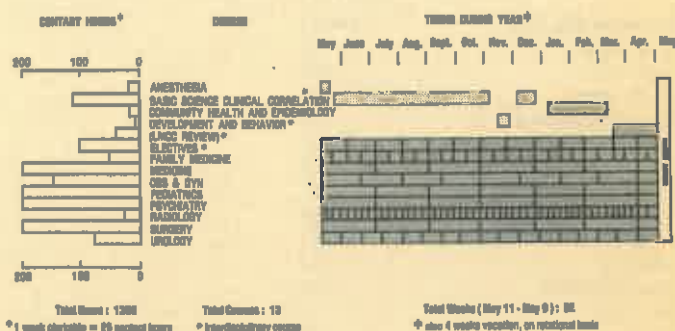 CONTACT HOURS* COURSE TIMING DURING YEAR
May June July Aug. Sept. Oct. Nov. Dec. Jan. Feb. Mar. Apr. May
200 100 0
ANESTHESIA
BASIC SCIENCE CLINICAL CORRELATION
COMMUNITY HEALTH AND EPIDEMIOLOGY
DEVELOPMENT AND BEHAVIOR *
(LMCC REVIEW)*
ELECTIVES *
FAMILY MEDICINE
MEDICINE
OBS & GYN
PEDIATRICS
PSYCHIATRY
RADIOLOGY
SURGERY
UROLOGY
200 100 0
Total Hours : Total Courses : 13 Total Weeks ( May 11 - May 9 ) : 52
* 1 week clerkship = 25 contact hours * Interdisciplinary course also 4 weeks vacation, on rotational basis